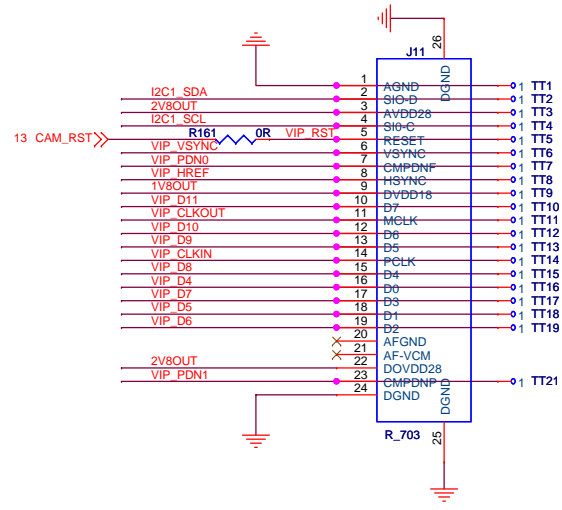 26
J11
DGND
1 AGND 1 TT1
I2C1_SDA 2 SIO-D 1 TT2
2V8OUT 3 AVDD28 1 TT3
I2C1_SCL 4 SI0-C 1 TT4
13 CAM_RST R161 0R VIP_RST 5 RESET 1 TT5
VIP_VSYNC 6 VSYNC 1 TT6
VIP_PDN0 7 CMPDNF 1 TT7
VIP_HREF 8 HSYNC 1 TT8
1V8OUT 9 DVDD18 1 TT9
VIP_D11 10 D7 1 TT10
VIP_CLKOUT 11 MCLK 1 TT11
VIP_D10 12 D6 1 TT12
VIP_D9 13 D5 1 TT13
VIP_CLKIN 14 PCLK 1 TT14
VIP_D8 15 D4 1 TT15
VIP_D4 16 D0 1 TT16
VIP_D7 17 D3 1 TT17
VIP_D5 18 D1 1 TT18
VIP_D6 19 D2 1 TT19
20 AFGND
21 AF-VCM
2V8OUT 22 DOVDD28
VIP_PDN1 23 CMPDNP 1 TT21
24 DGND
DGND
R_703
25